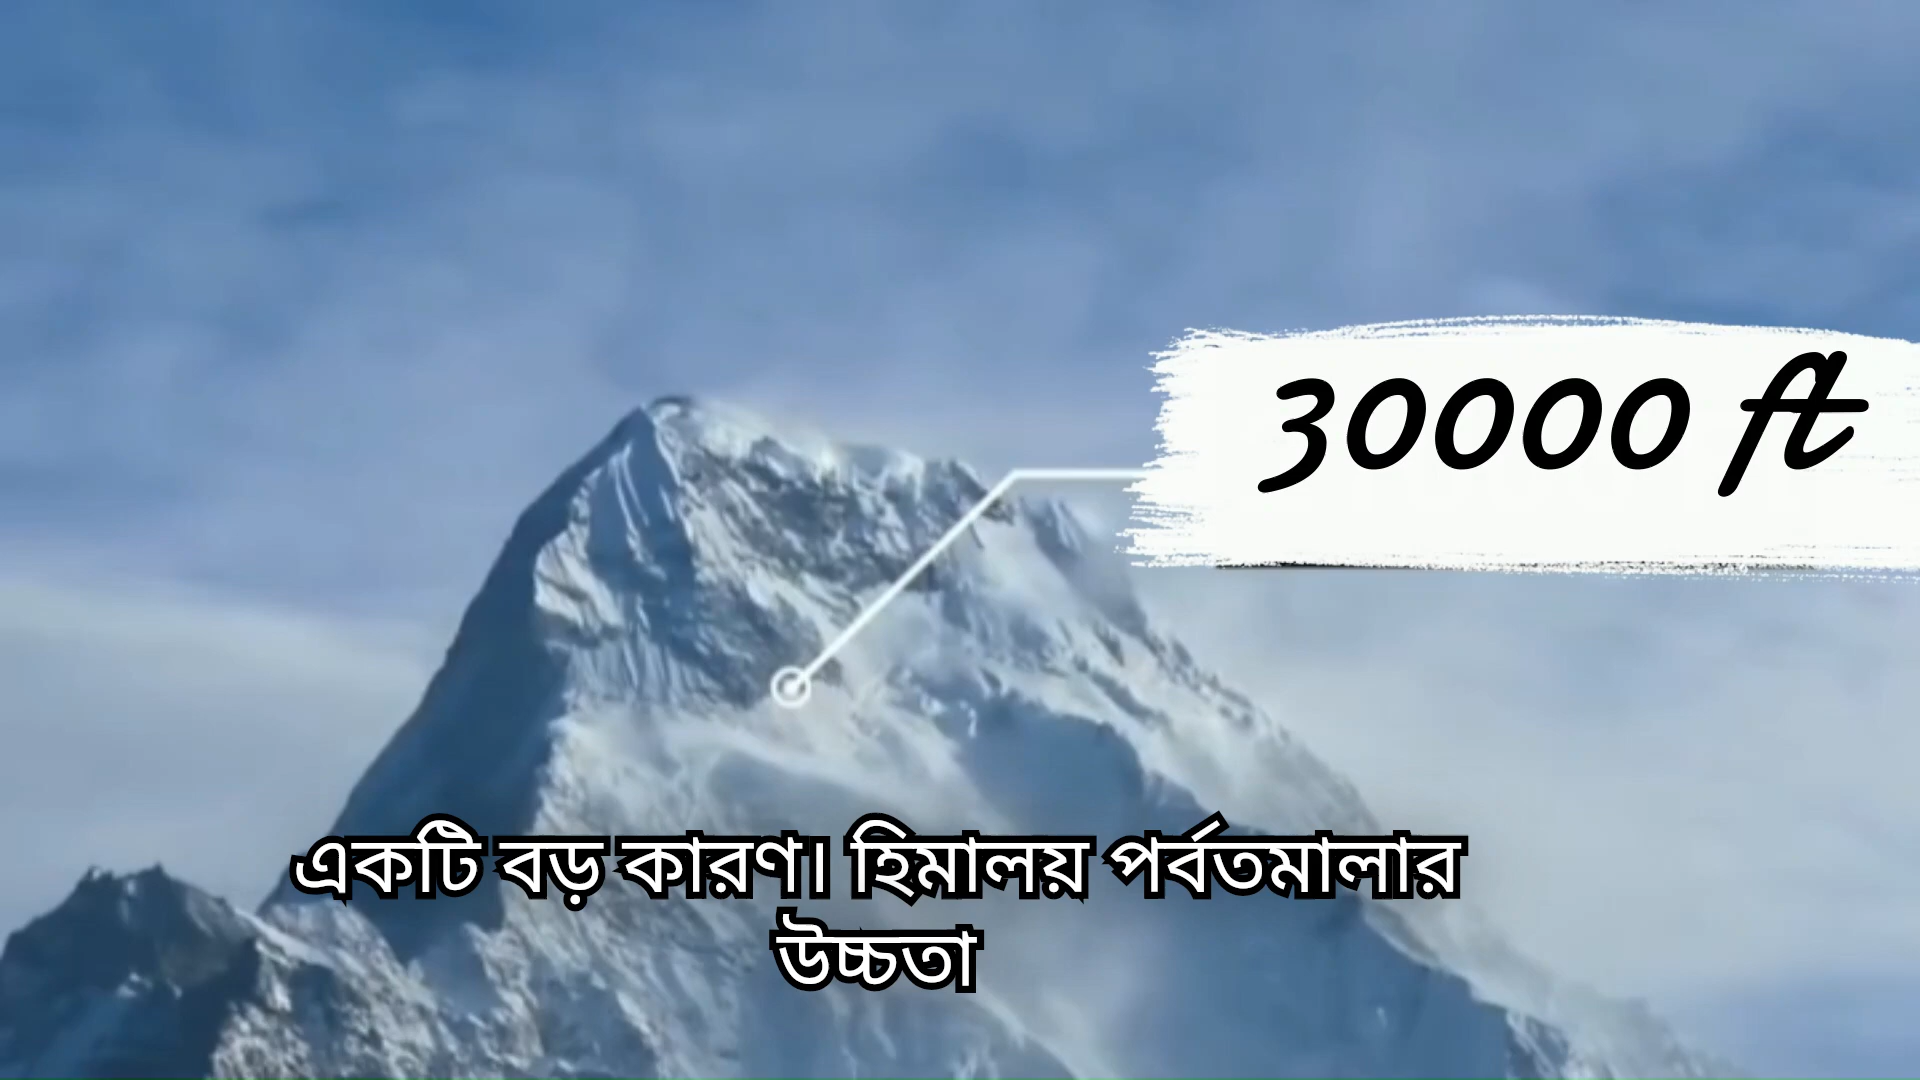 30000 ft
একটি বড় কারণ। হিমালয় পর্বতমালার
উচ্চতা